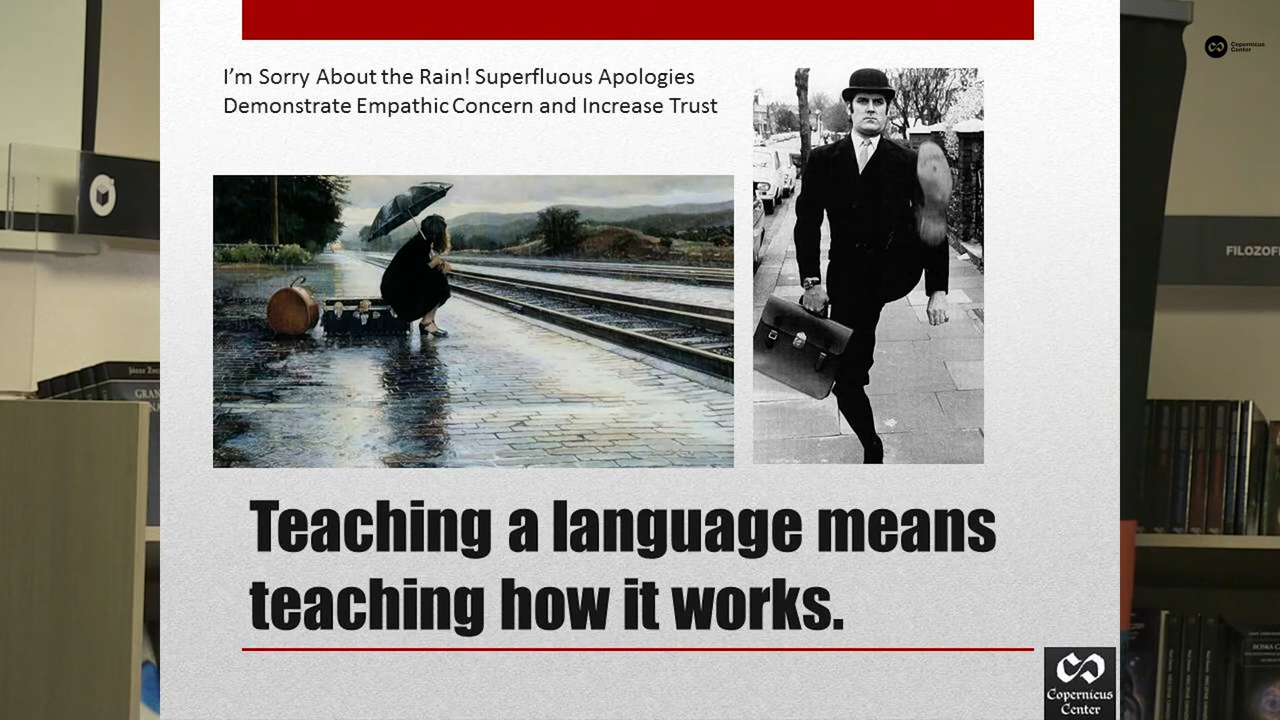 Copernicus
Center
I'm Sorry About the Rain! Superfluous Apologies
Demonstrate Empathic Concern and Increase Trust
FILOZOF
GRAN
Teaching a language means
teaching how it works.
Copernicus
Center